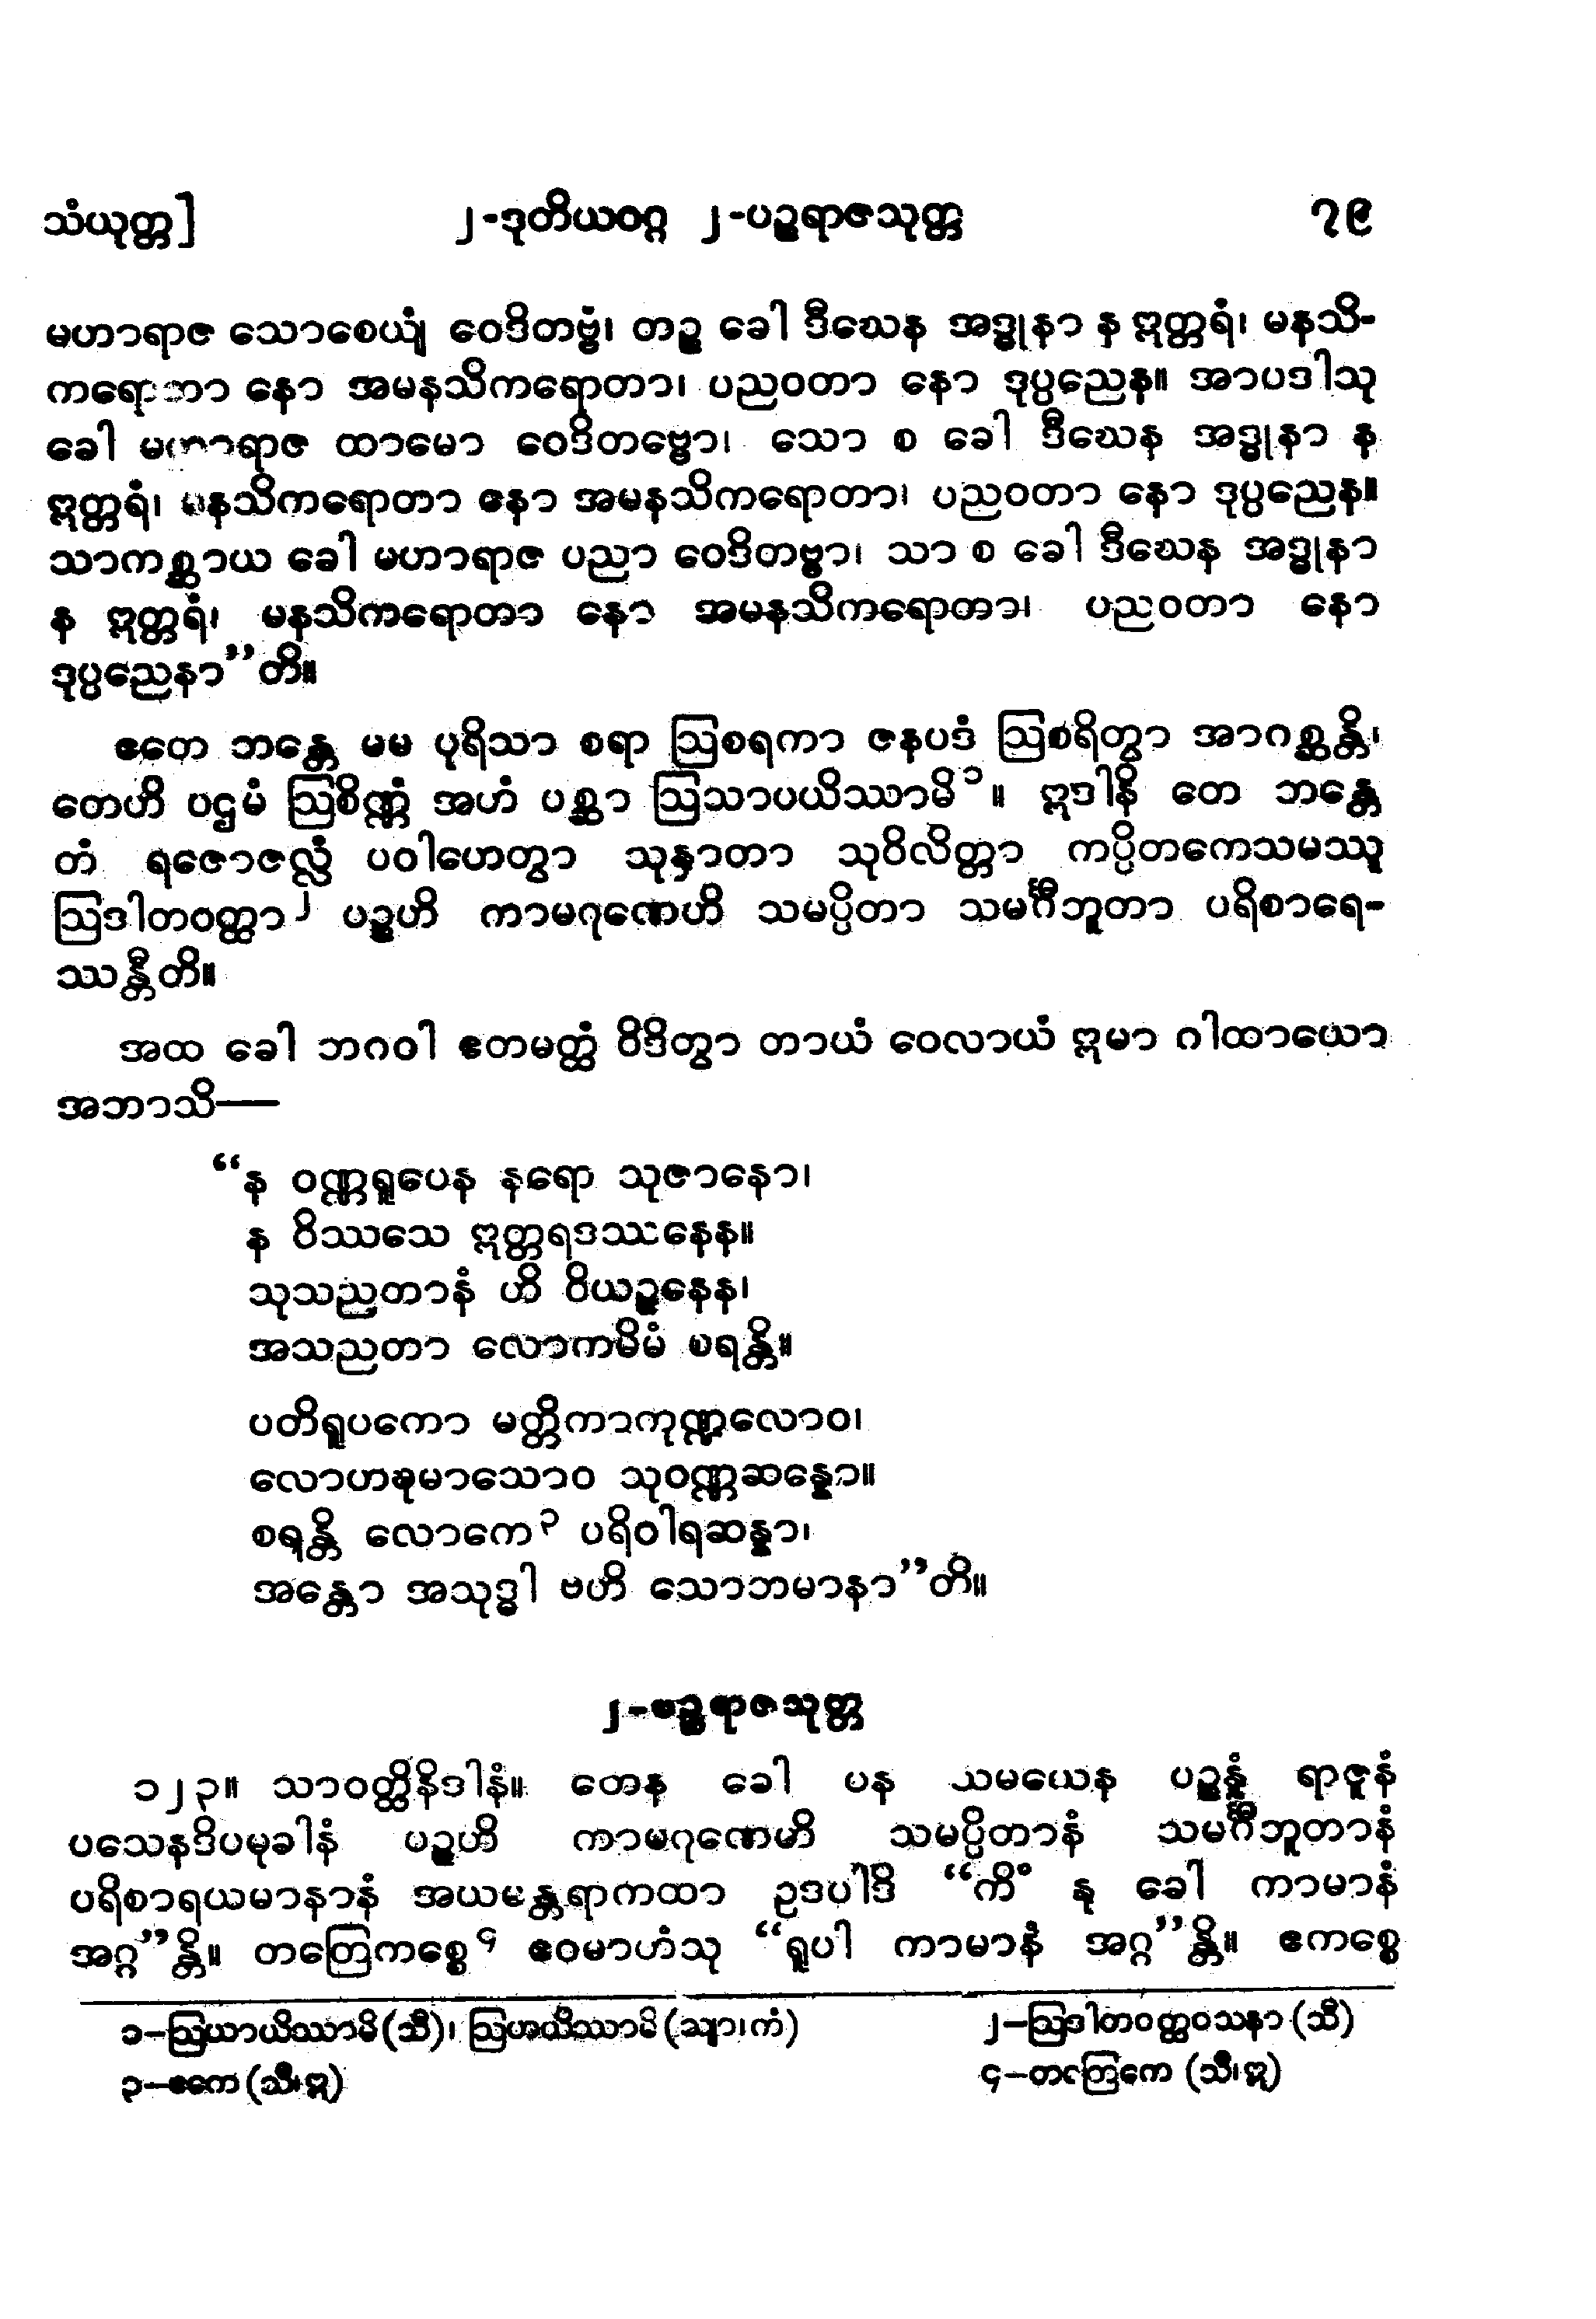 သံယုတ္တ] ၂-ဒုတိယဝဂ္ဂ ၂-ပဉ္စရာဇသုတ္တ ၇၉
မဟာရာဇ သောစေယျံ ဝေဒိတဗ္ဗံ၊ တဉ္စ ခေါ ဒီဃေန အဒ္ဓုနာ န ဣတ္တရံ၊ မနသိ-
ကရောတာ နော အမနသိကရောတာ၊ ပညဝတာ နော ဒုပ္ပညေန။ အာပဒါသု
ခေါ မဟာရာဇ ထာမော ဝေဒိတဗ္ဗော၊ သော စ ခေါ ဒီဃေန အဒ္ဓုနာ န
ဣတ္တရံ၊ မနသိကရောတာ နော အမနသိကရောတာ၊ ပညဝတာ နော ဒုပ္ပညေန။
သာကစ္ဆာယ ခေါ မဟာရာဇ ပညာ ဝေဒိတဗ္ဗာ၊ သာ စ ခေါ ဒီဃေန အဒ္ဓုနာ
န ဣတ္တရံ၊ မနသိကရောတာ နော အမနသိကရောတာ၊ ပညဝတာ နော
ဒုပ္ပညေနာ”တိ။
ဧတေ ဘန္တေ မမ ပုရိသာ စရာ ဩစရကာ ဇနပဒံ ဩစရိတွာ အာဂစ္ဆန္တိ၊
တေဟိ ပဌမံ ဩစိဏ္ဏံ အဟံ ပစ္ဆာ ဩသာပယိဿာမိ၁။ ဣဒါနိ တေ ဘန္တေ
တံ ရဇောဇလ္လံ ပဝါဟေတွာ သုန္ဟာတာ သုဝိလိတ္တာ ကပ္ပိတကေသမဿူ
ဩဒါတဝတ္ထာ၂ ပဉ္စဟိ ကာမဂုဏေဟိ သမပ္ပိတာ သမင်္ဂီဘူတာ ပရိစာရေ-
ဿန္တီတိ။
အထ ခေါ ဘဂဝါ ဧတမတ္ထံ ဝိဒိတွာ တာယံ ဝေလာယံ ဣမာ ဂါထာယော
အဘာသိ—
“န ဝဏ္ဏရူပေန နရော သုဇာနော၊
န ဝိဿသေ ဣတ္တရဒဿနေန။
သုသညတာနံ ဟိ ဝိယဉ္ဇနေန၊
အသညတာ လောကမိမံ စရန္တိ။
ပတိရူပကော မတ္တိကာကုဏ္ဍလောဝ၊
လောဟဍ္ဎမာသောဝ သုဝဏ္ဏဆန္နော။
စရန္တိ လောကေ၃ ပရိဝါရဆန္နာ၊
အန္တော အသုဒ္ဓါ ဗဟိ သောဘမာနာ”တိ။
၂-ပဉ္စရာဇသုတ္တ
၁၂၃။ သာဝတ္ထိနိဒါနံ။ တေန ခေါ ပန သမယေန ပဉ္စန္နံ ရာဇူနံ
ပသေနဒိပမုခါနံ ပဉ္စဟိ ကာမဂုဏေဟိ သမပ္ပိတာနံ သမင်္ဂီဘူတာနံ
ပရိစာရယမာနာနံ အယမန္တရာကထာ ဥဒပါဒိ “ကိံ နု ခေါ ကာမာနံ
အဂ္ဂ”န္တိ။ တတြေကစ္စေ၄ ဧဝမာဟံသု “ရူပါ ကာမာနံ အဂ္ဂ”န္တိ။ ဧကစ္စေ
၁—ဩယာယိဿာမိ (သီ)၊ ဩဟယိဿာမိ (သျာ၊ကံ) ၂—ဩဒါတဝတ္ထဝသနာ (သီ)
၃—ဧကေ (သီ၊ဣ) ၄—တတြေကေ (သီ၊ဣ)